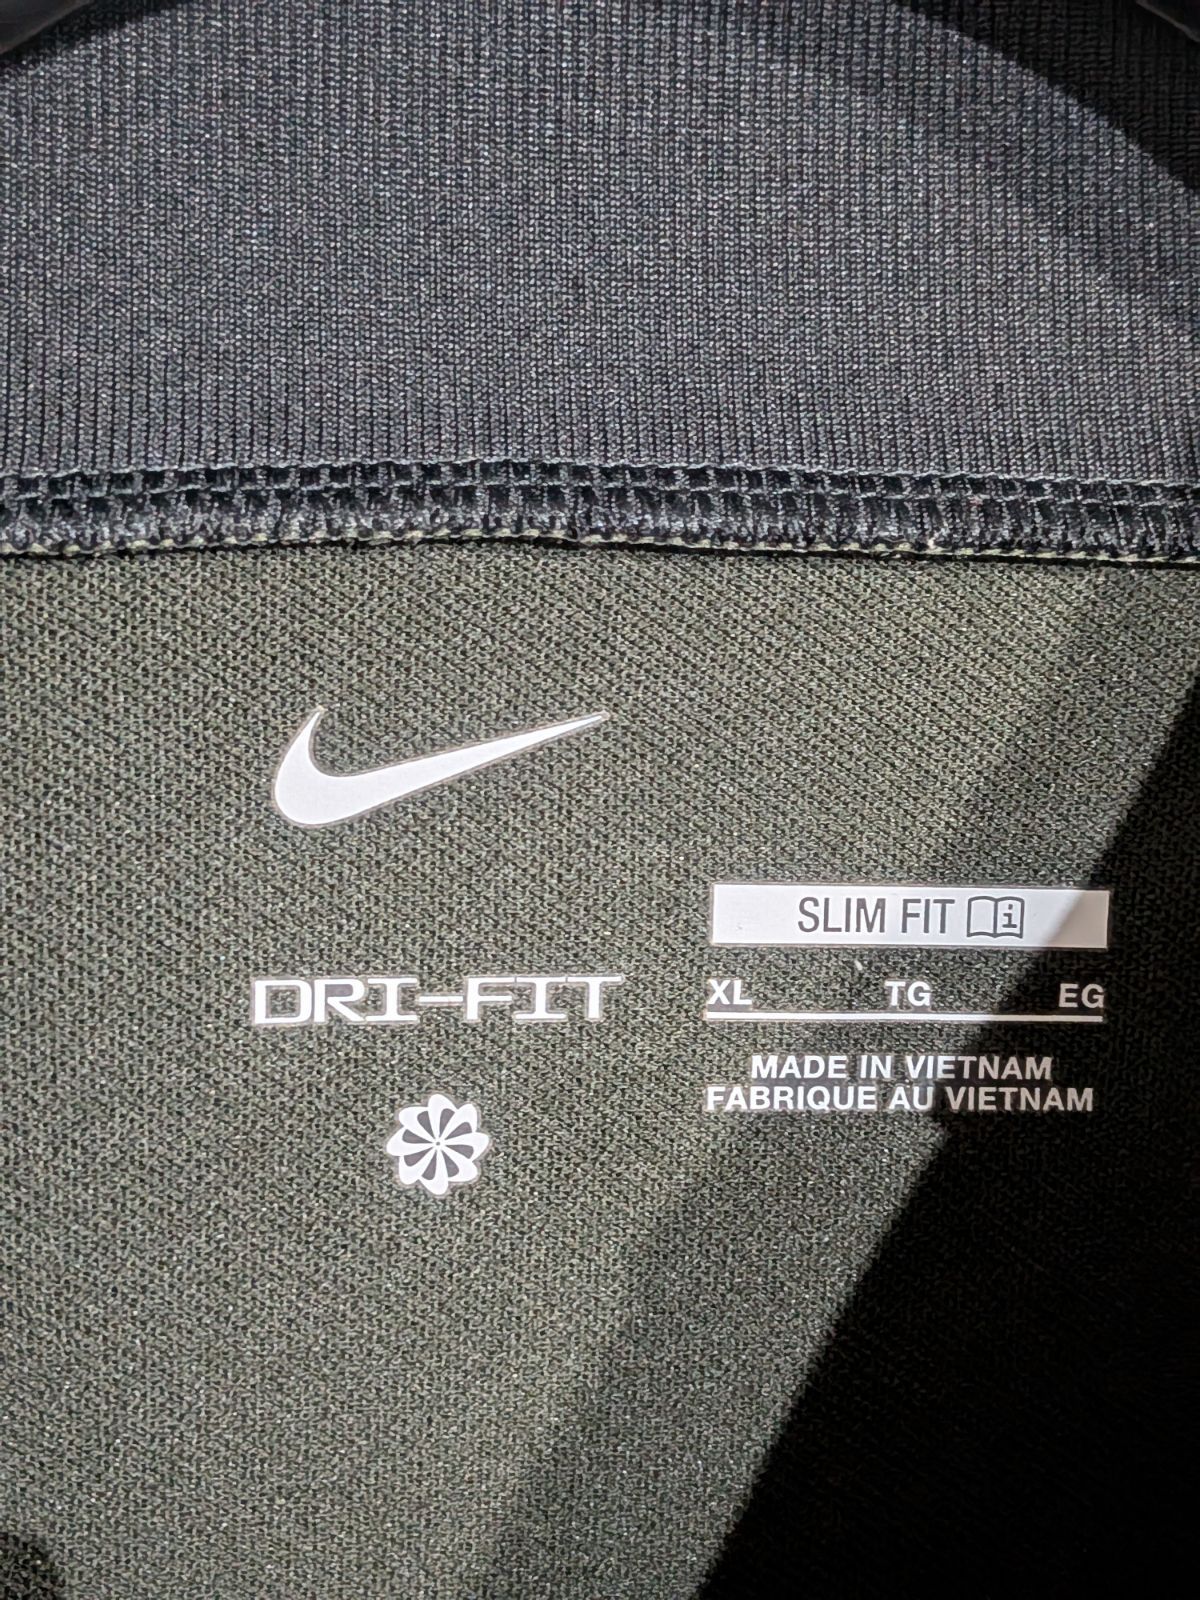 SLIM FIT
DRI-FIT
XL TG EG
MADE IN VIETNAM
FABRIQUE AU VIETNAM